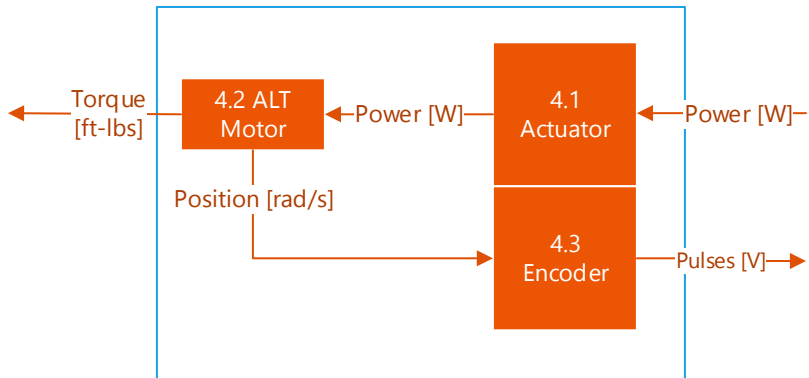 Torque
[ft-lbs]
4.2 ALT
Motor
Power [W]
4.1
Actuator
Power [W]
Position [rad/s]
4.3
Encoder
Pulses [V]